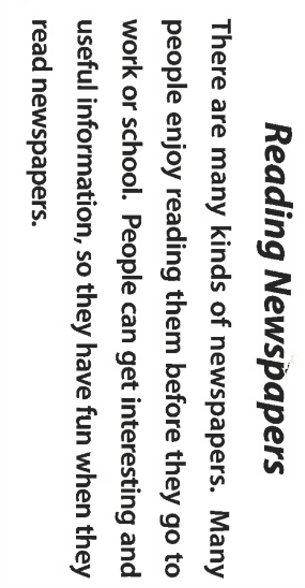 Reading Newspapers
There are many kinds of newspapers. Many
people enjoy reading them before they go to
work or school. People can get interesting and
useful information, so they have fun when they
read newspapers.